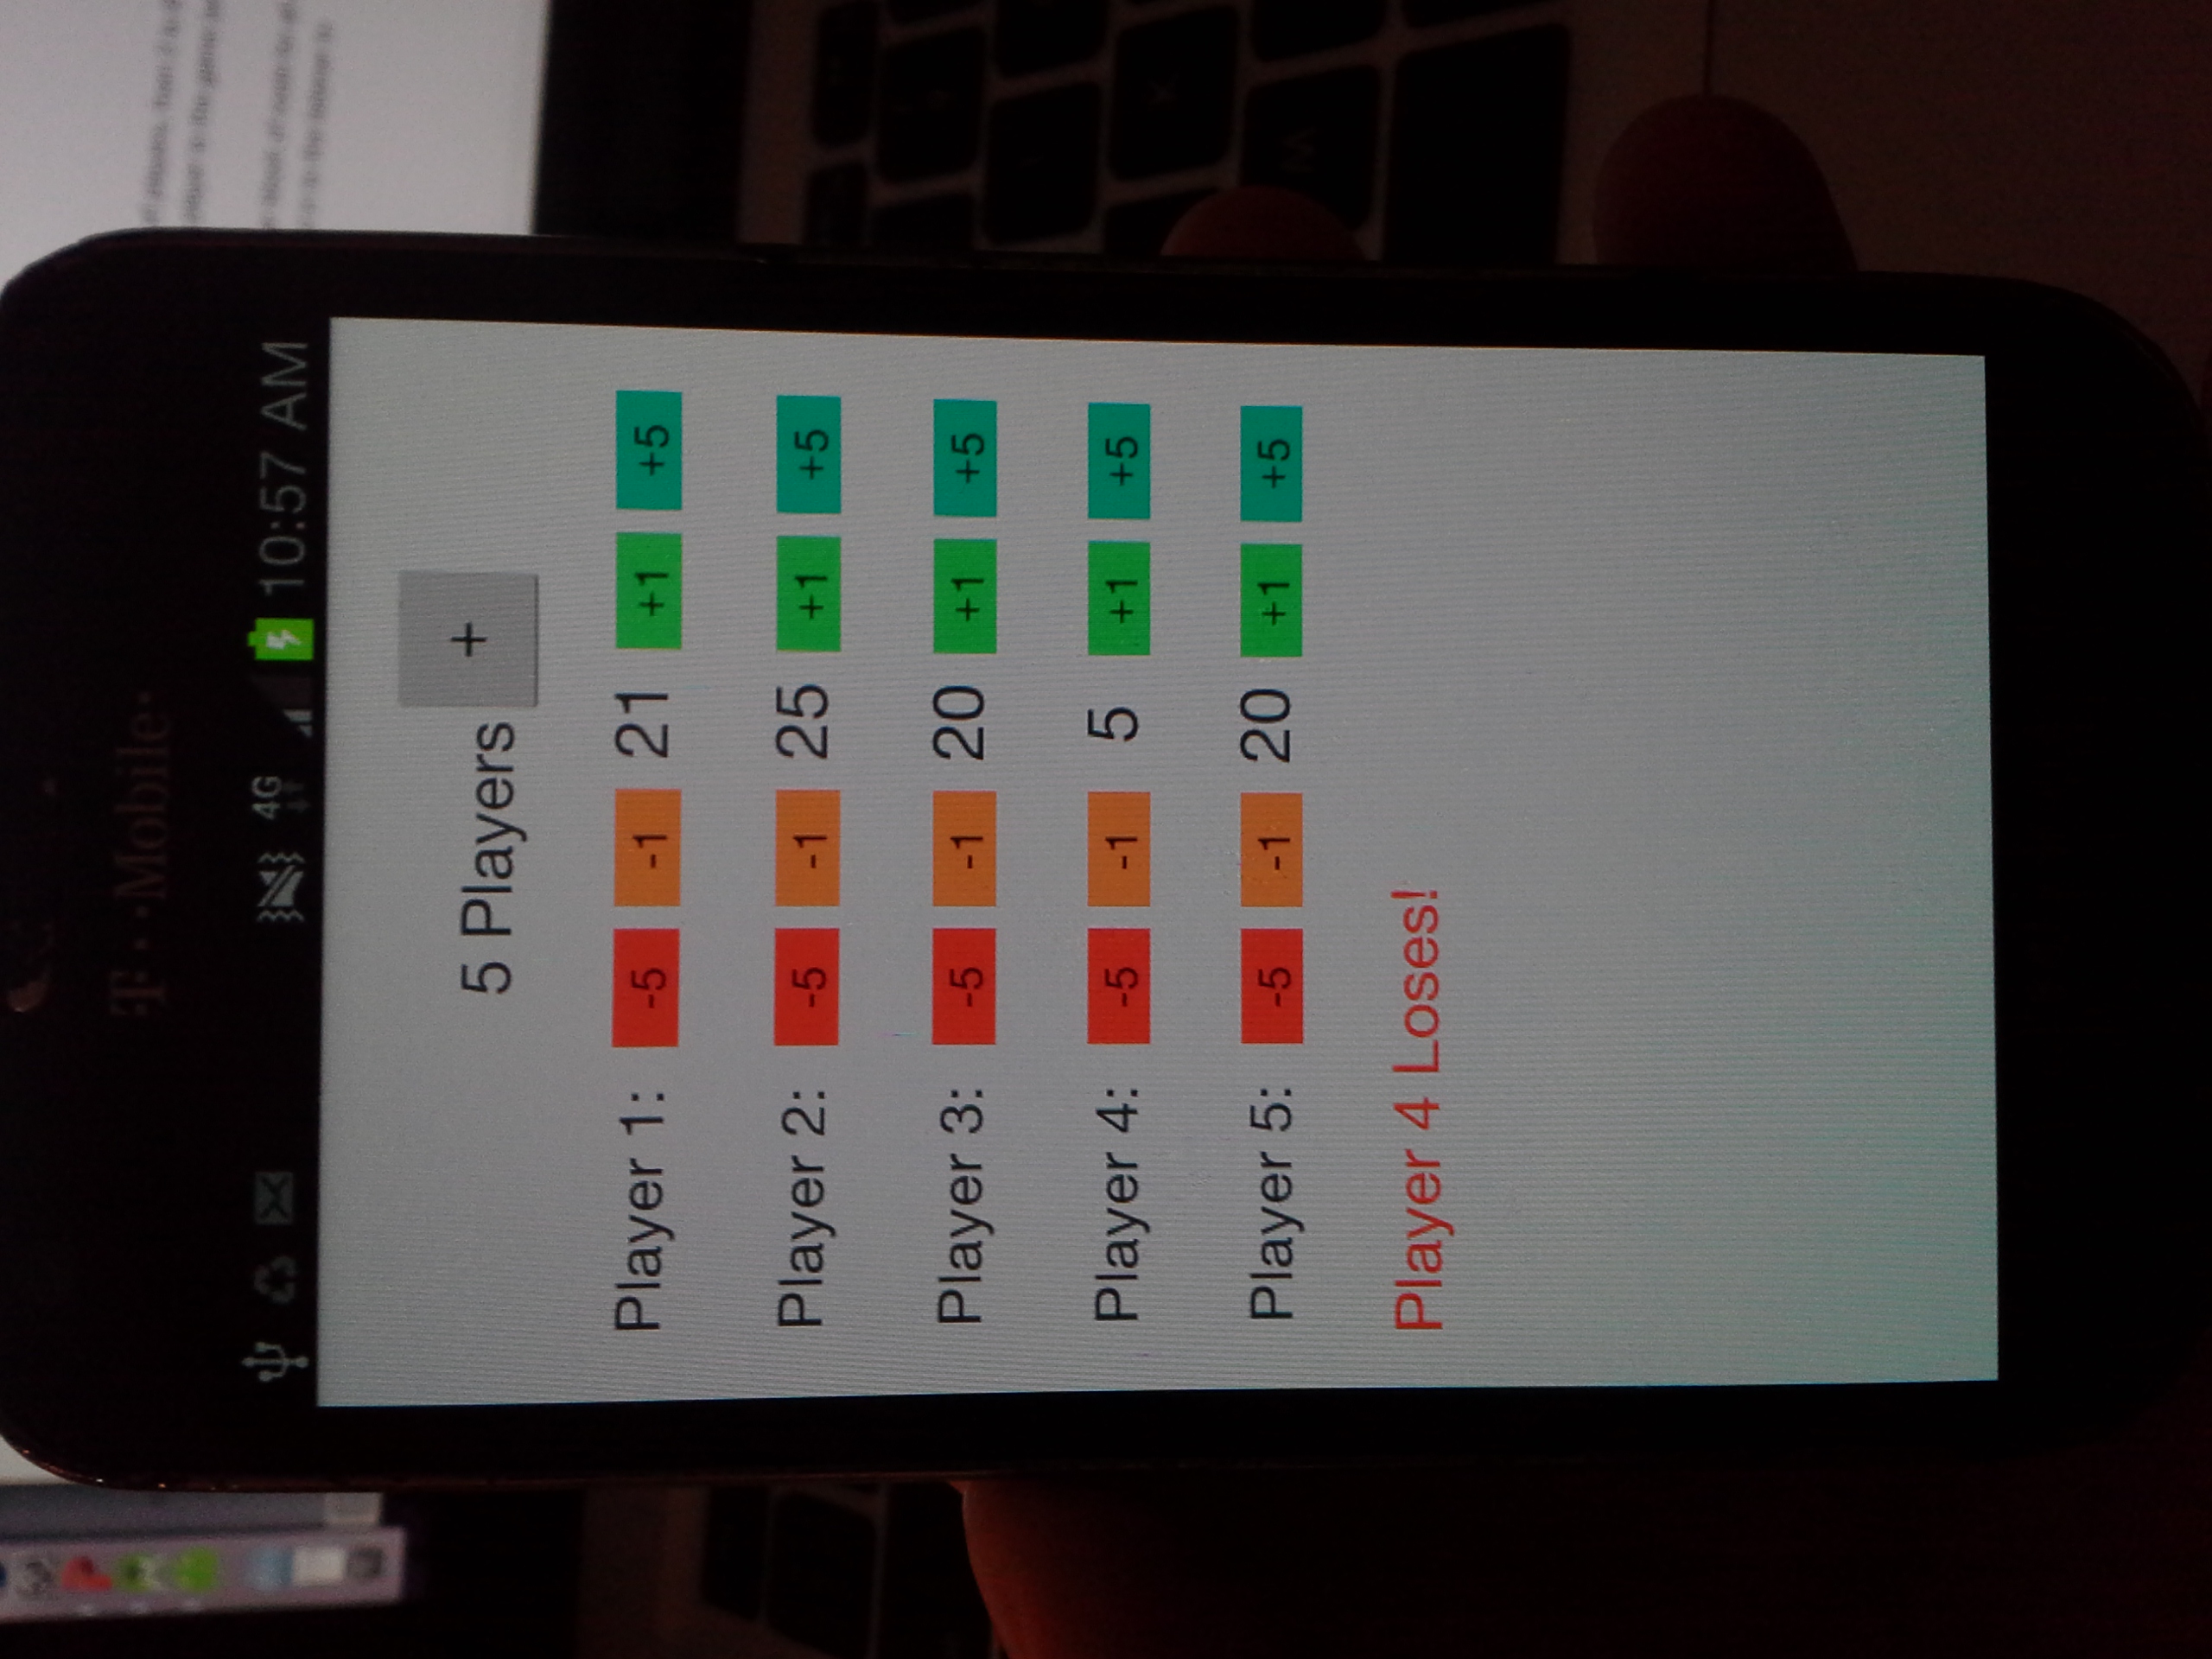 T··Mobile·
4G 10:57 AM
5 Players +
Player 1: -5 -1 21 +1 +5
Player 2: -5 -1 25 +1 +5
Player 3: -5 -1 20 +1 +5
Player 4: -5 -1 5 +1 +5
Player 5: -5 -1 20 +1 +5
Player 4 Loses!